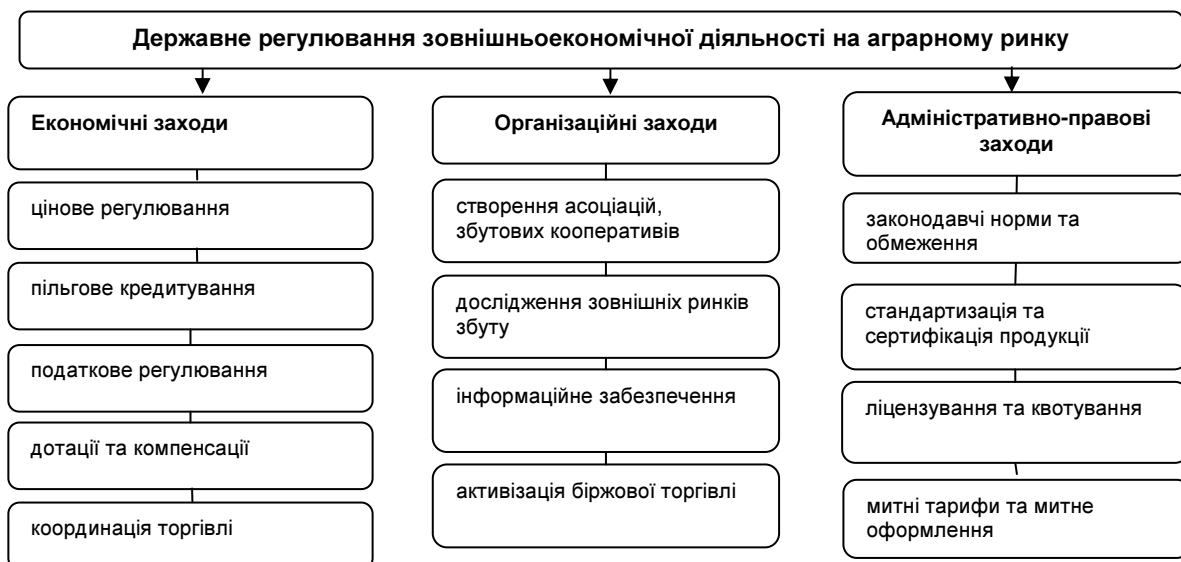 Державне регулювання зовнішньоекономічної діяльності на аграрному ринку
Економічні заходи
цінове регулювання
пільгове кредитування
податкове регулювання
дотації та компенсації
координація торгівлі
Організаційні заходи
створення асоціацій,
збутових кооперативів
дослідження зовнішніх ринків
збуту
інформаційне забезпечення
активізація біржової торгівлі
Адміністративно-правові
заходи
законодавчі норми та
обмеження
стандартизація та
сертифікація продукції
ліцензування та квотування
митні тарифи та митне
оформлення